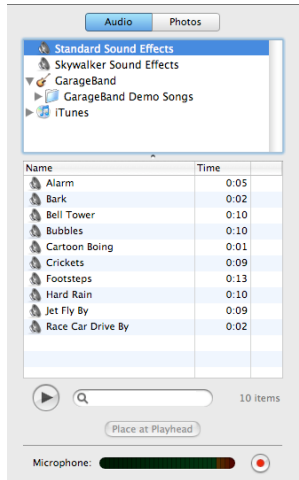 Audio Photos
Standard Sound Effects
Skywalker Sound Effects
GarageBand
GarageBand Demo Songs
iTunes
Name Time
Alarm 0:05
Bark 0:02
Bell Tower 0:10
Bubbles 0:10
Cartoon Boing 0:01
Crickets 0:09
Footsteps 0:13
Hard Rain 0:10
Jet Fly By 0:09
Race Car Drive By 0:02
10 items
Place at Playhead
Microphone: